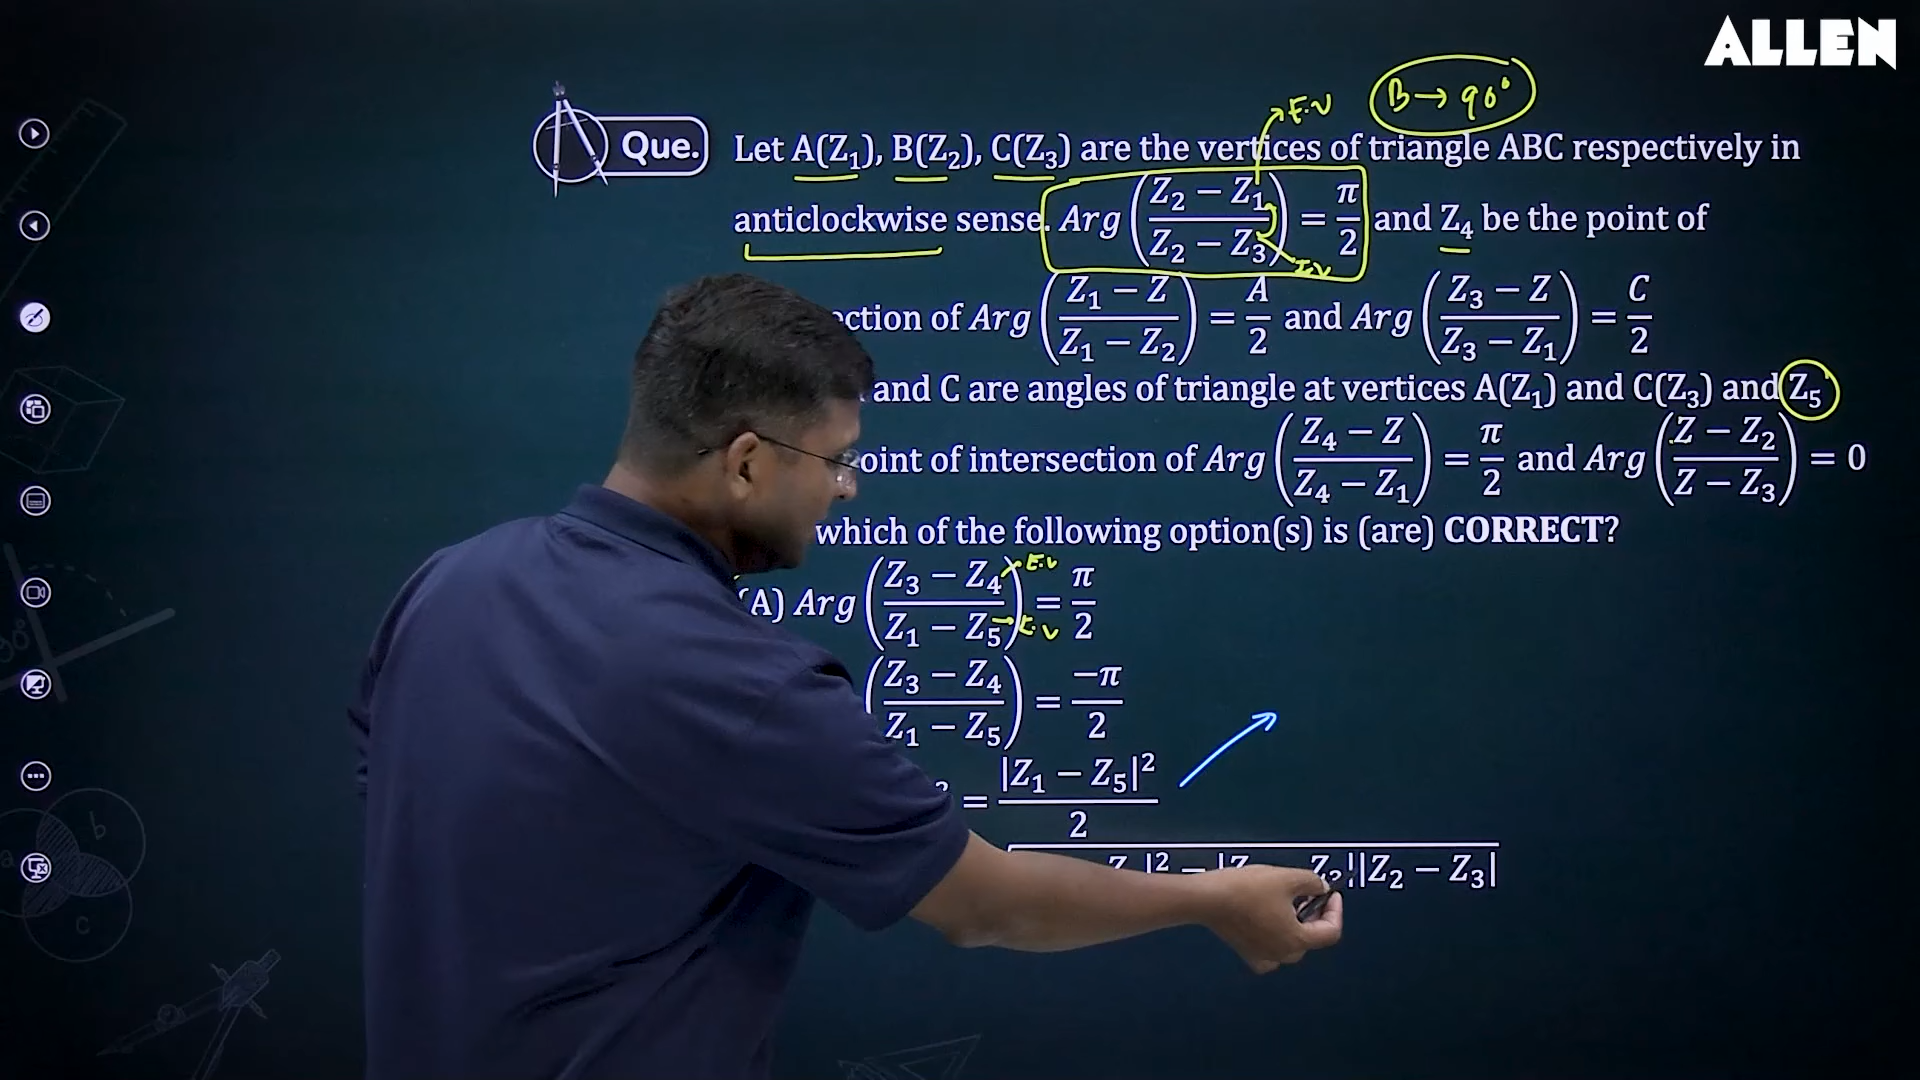 ALLEN
E.V
B → 90°
Que.
Let A(Z₁), B(Z₂), C(Z₃) are the vertices of triangle ABC respectively in
anticlockwise sense. Arg ((Z₂ − Z₁)/(Z₂ − Z₃)) = π/2 and Z₄ be the point of
ection of Arg ((Z₁ − Z)/(Z₁ − Z₂)) = A/2 and Arg ((Z₃ − Z)/(Z₃ − Z₁)) = C/2
and C are angles of triangle at vertices A(Z₁) and C(Z₃) and Z₅
oint of intersection of Arg ((Z₄ − Z)/(Z₄ − Z₁)) = π/2 and Arg ((Z − Z₂)/(Z − Z₃)) = 0
which of the following option(s) is (are) CORRECT?
(A) Arg ((Z₃ − Z₄)/(Z₁ − Z₅)) = π/2
E.V
E.V
((Z₃ − Z₄)/(Z₁ − Z₅)) = −π/2
² = |Z₁ − Z₅|²/2
|² − |Z − Z₃||Z₂ − Z₃|
b
c